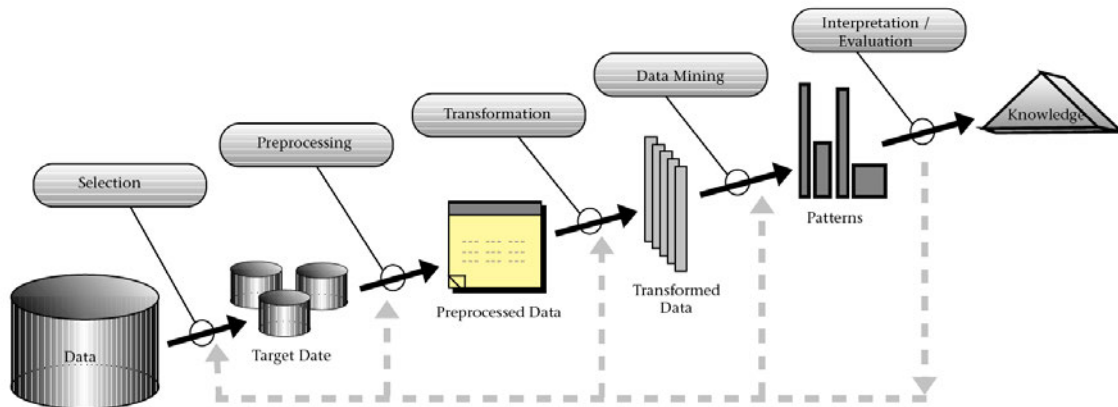 Interpretation /
Evaluation
Data Mining
Transformation
Preprocessing
Selection
Knowledge
Patterns
Transformed
Data
Preprocessed Data
Target Date
Data